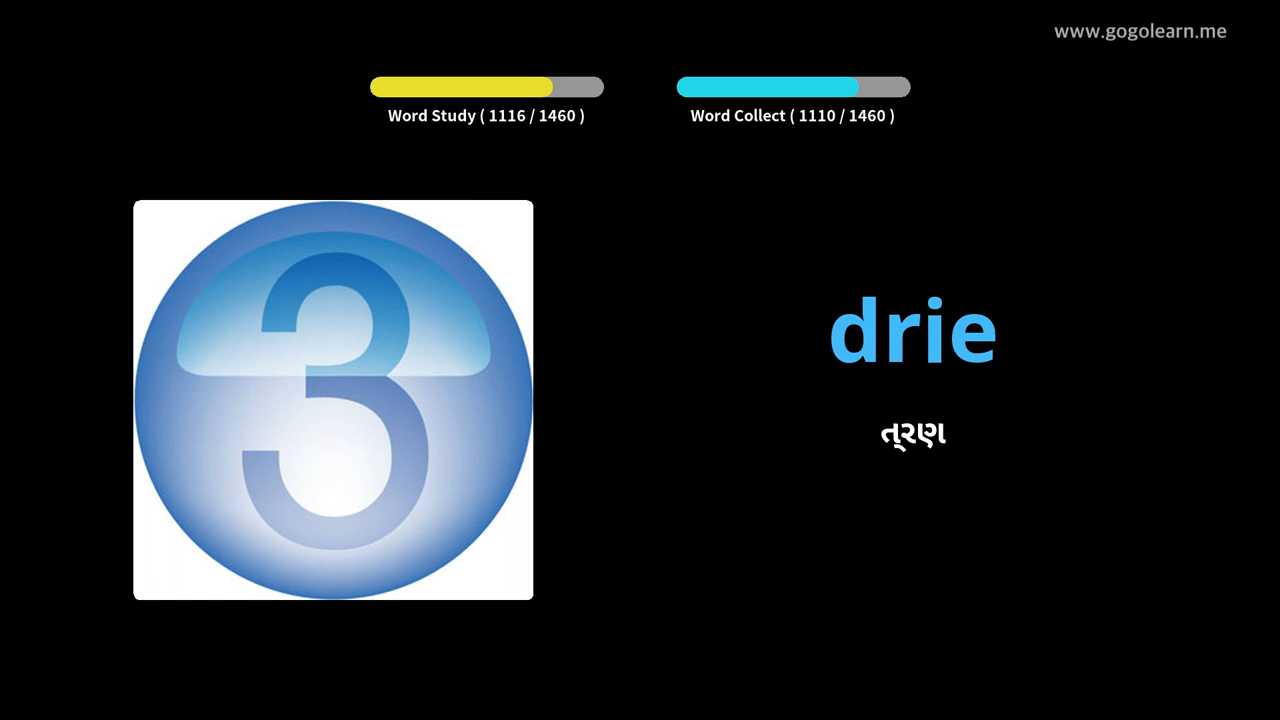 www.gogolearn.me
Word Study ( 1116 / 1460 )
Word Collect ( 1110 / 1460 )
3
drie
ત્રણ